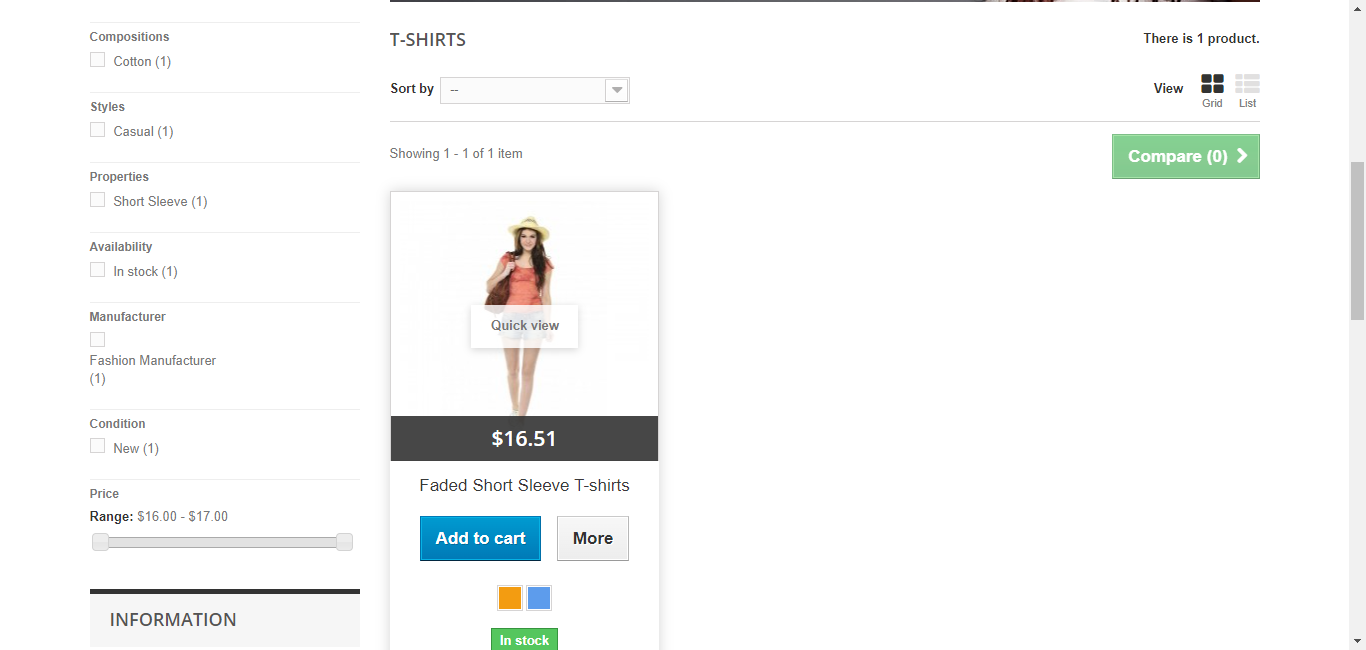 Compositions
Cotton (1)
Styles
Casual (1)
Properties
Short Sleeve (1)
Availability
In stock (1)
Manufacturer
Fashion Manufacturer
(1)
Condition
New (1)
Price
Range: $16.00 - $17.00
INFORMATION
T-SHIRTS
There is 1 product.
Sort by
--
View
Grid
List
Showing 1 - 1 of 1 item
Compare (0)
Quick view
$16.51
Faded Short Sleeve T-shirts
Add to cart
More
In stock